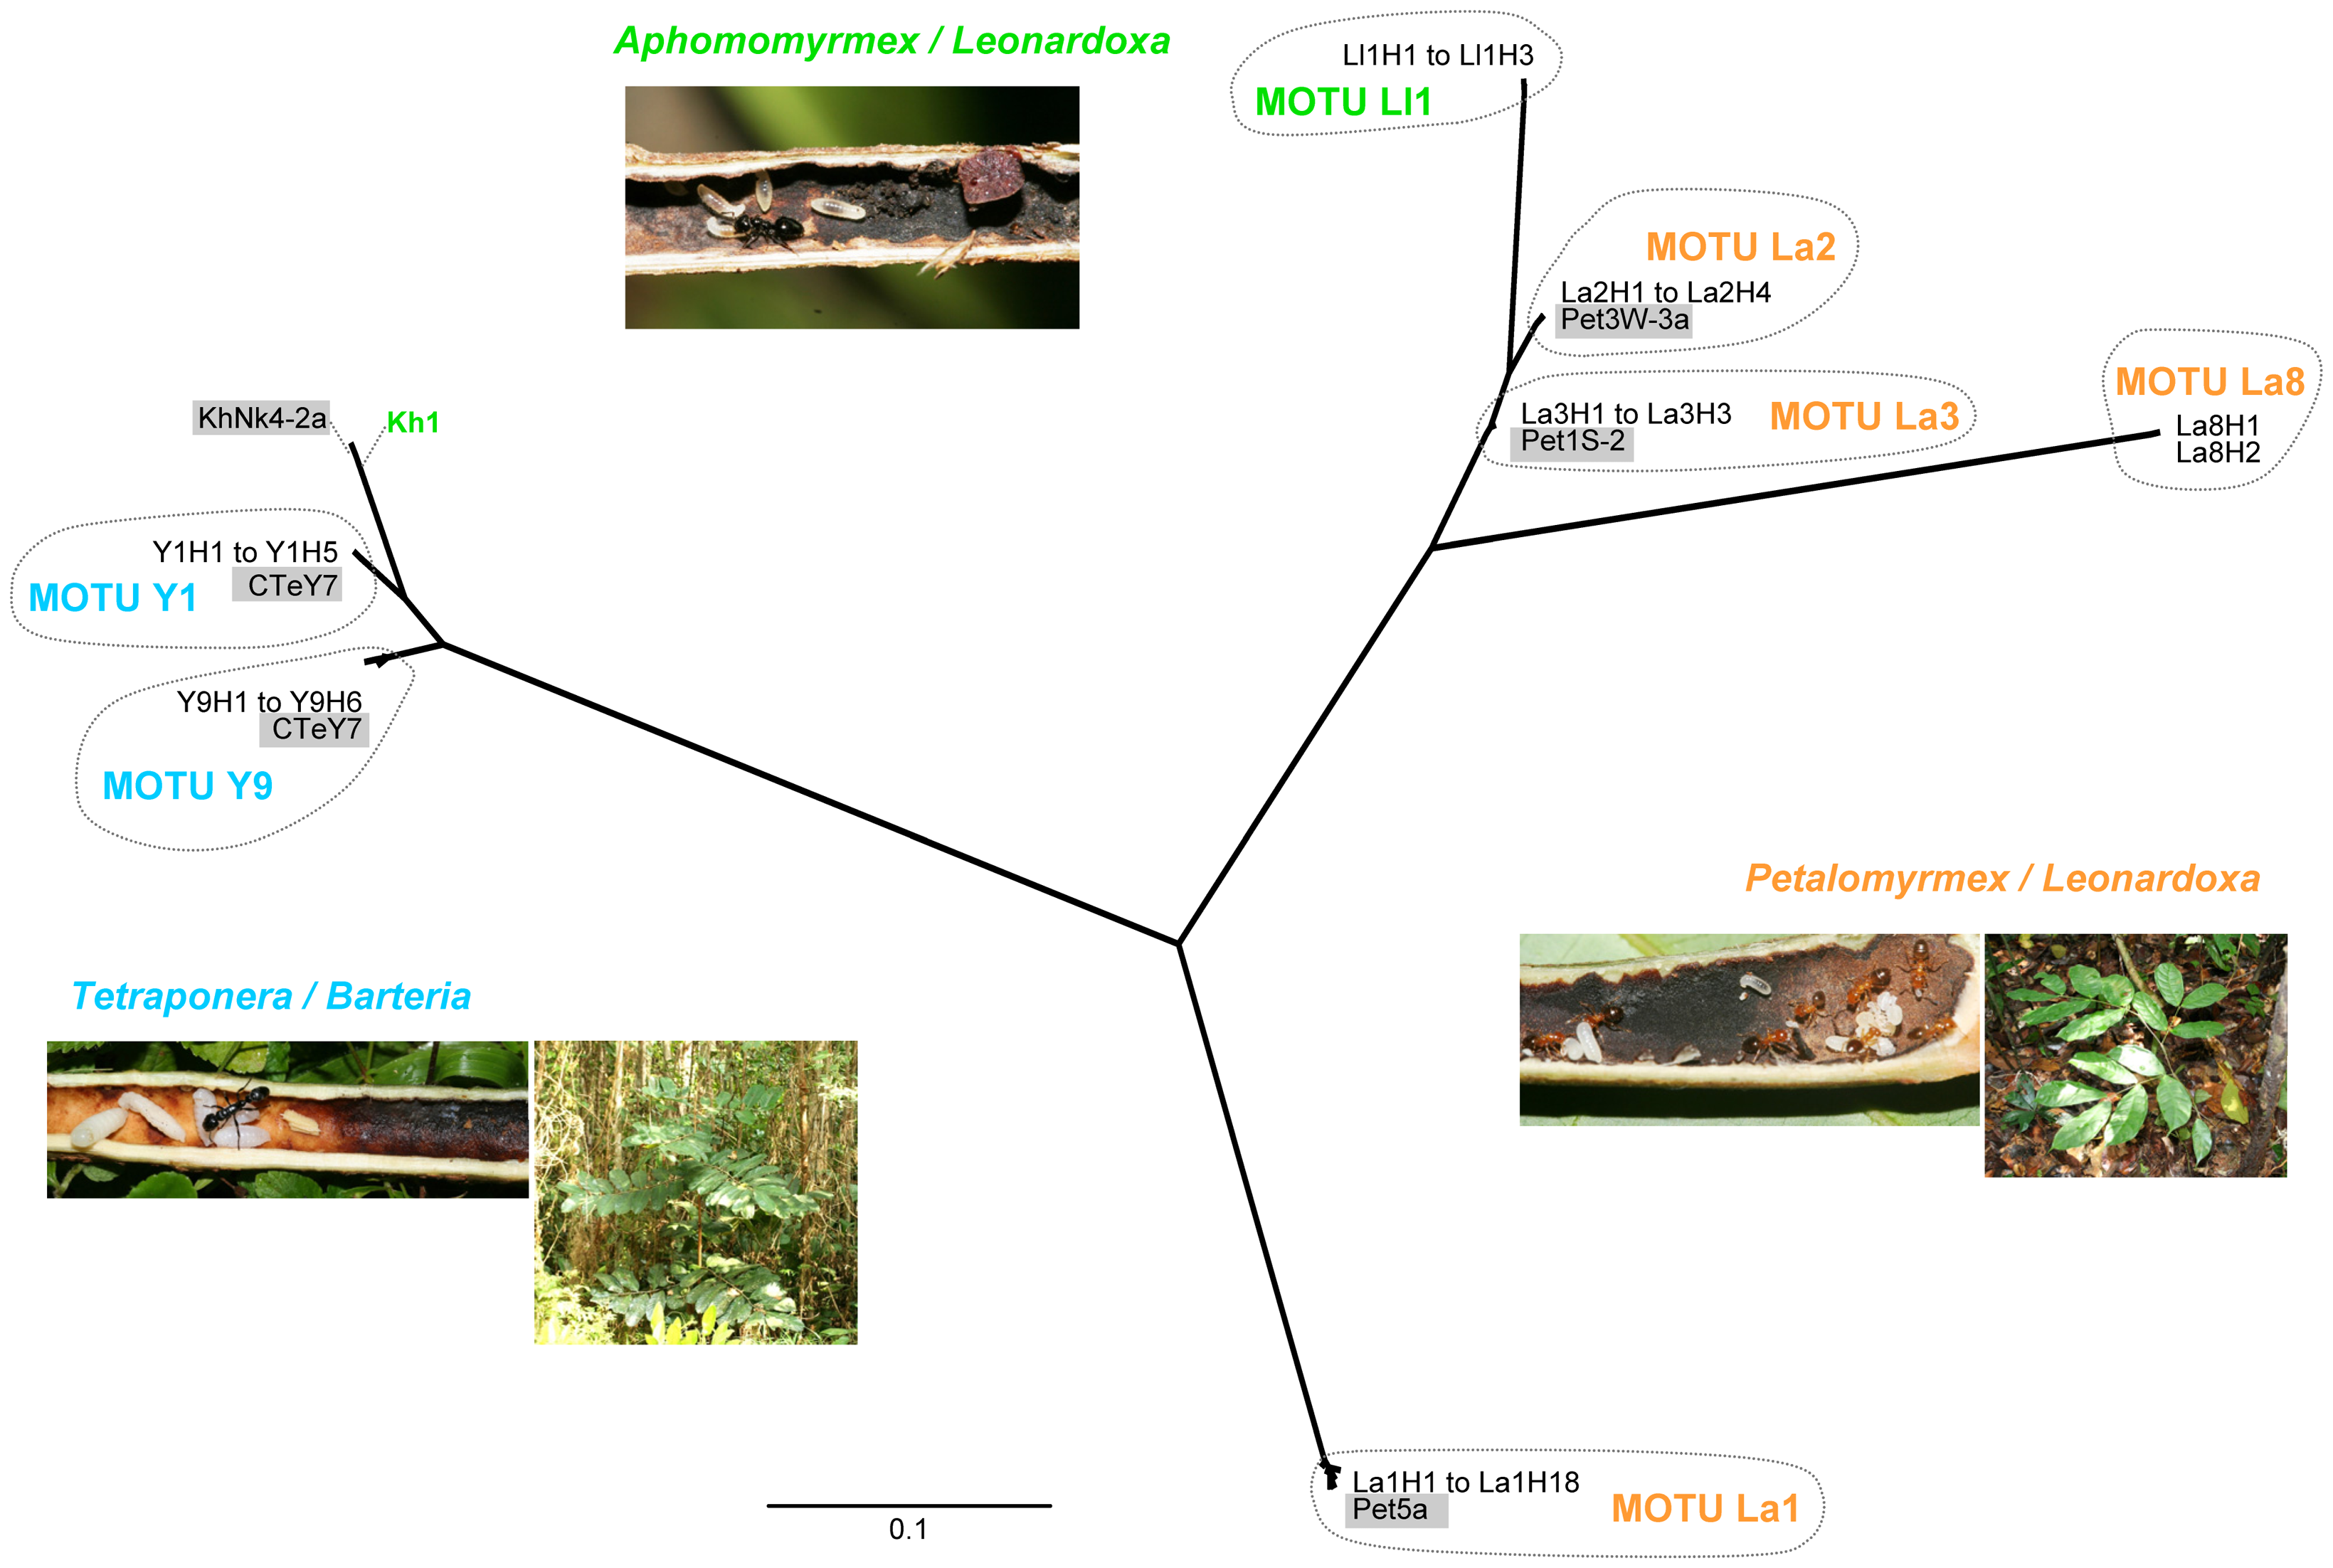 Aphomomyrmex / Leonardoxa
Ll1H1 to Ll1H3
MOTU Ll1
MOTU La2
La2H1 to La2H4
Pet3W-3a
MOTU La8
La8H1
La8H2
La3H1 to La3H3
MOTU La3
Pet1S-2
KhNk4-2a
Kh1
Y1H1 to Y1H5
CTeY7
MOTU Y1
Y9H1 to Y9H6
CTeY7
MOTU Y9
Petalomyrmex / Leonardoxa
Tetraponera / Barteria
La1H1 to La1H18
Pet5a
MOTU La1
0.1